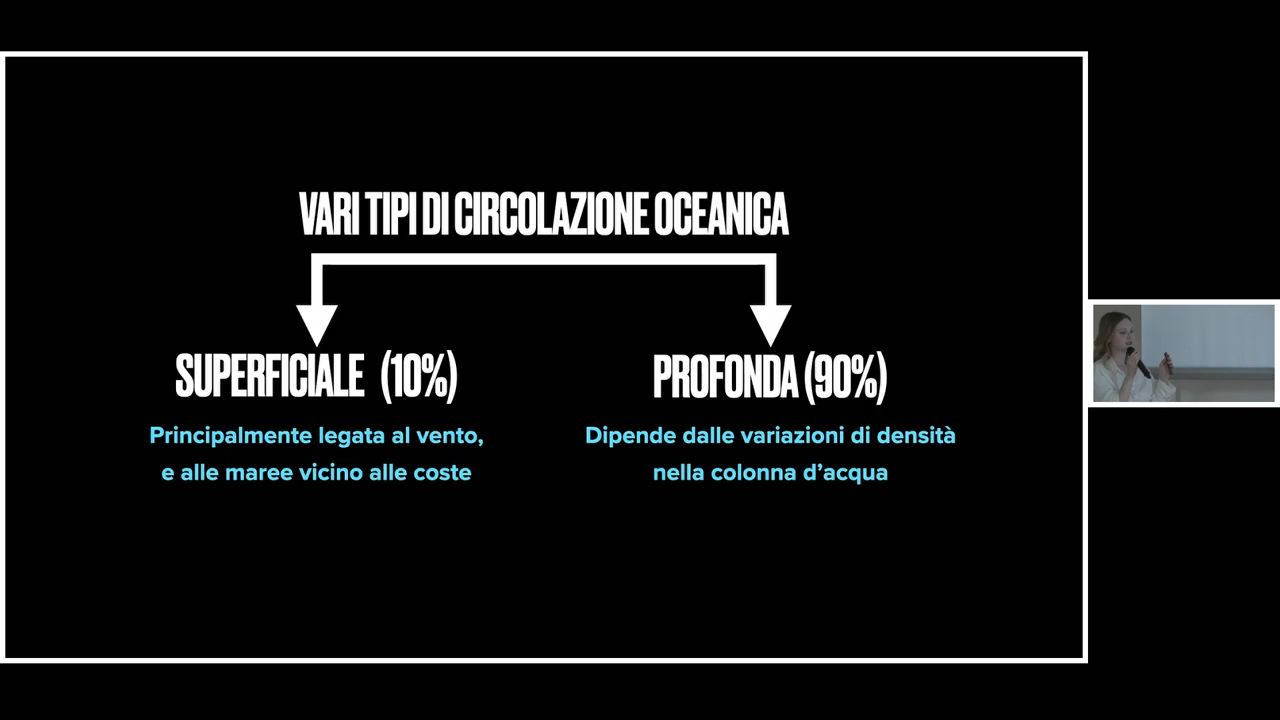 VARI TIPI DI CIRCOLAZIONE OCEANICA
SUPERFICIALE (10%)
Principalmente legata al vento,
e alle maree vicino alle coste
PROFONDA (90%)
Dipende dalle variazioni di densità
nella colonna d’acqua